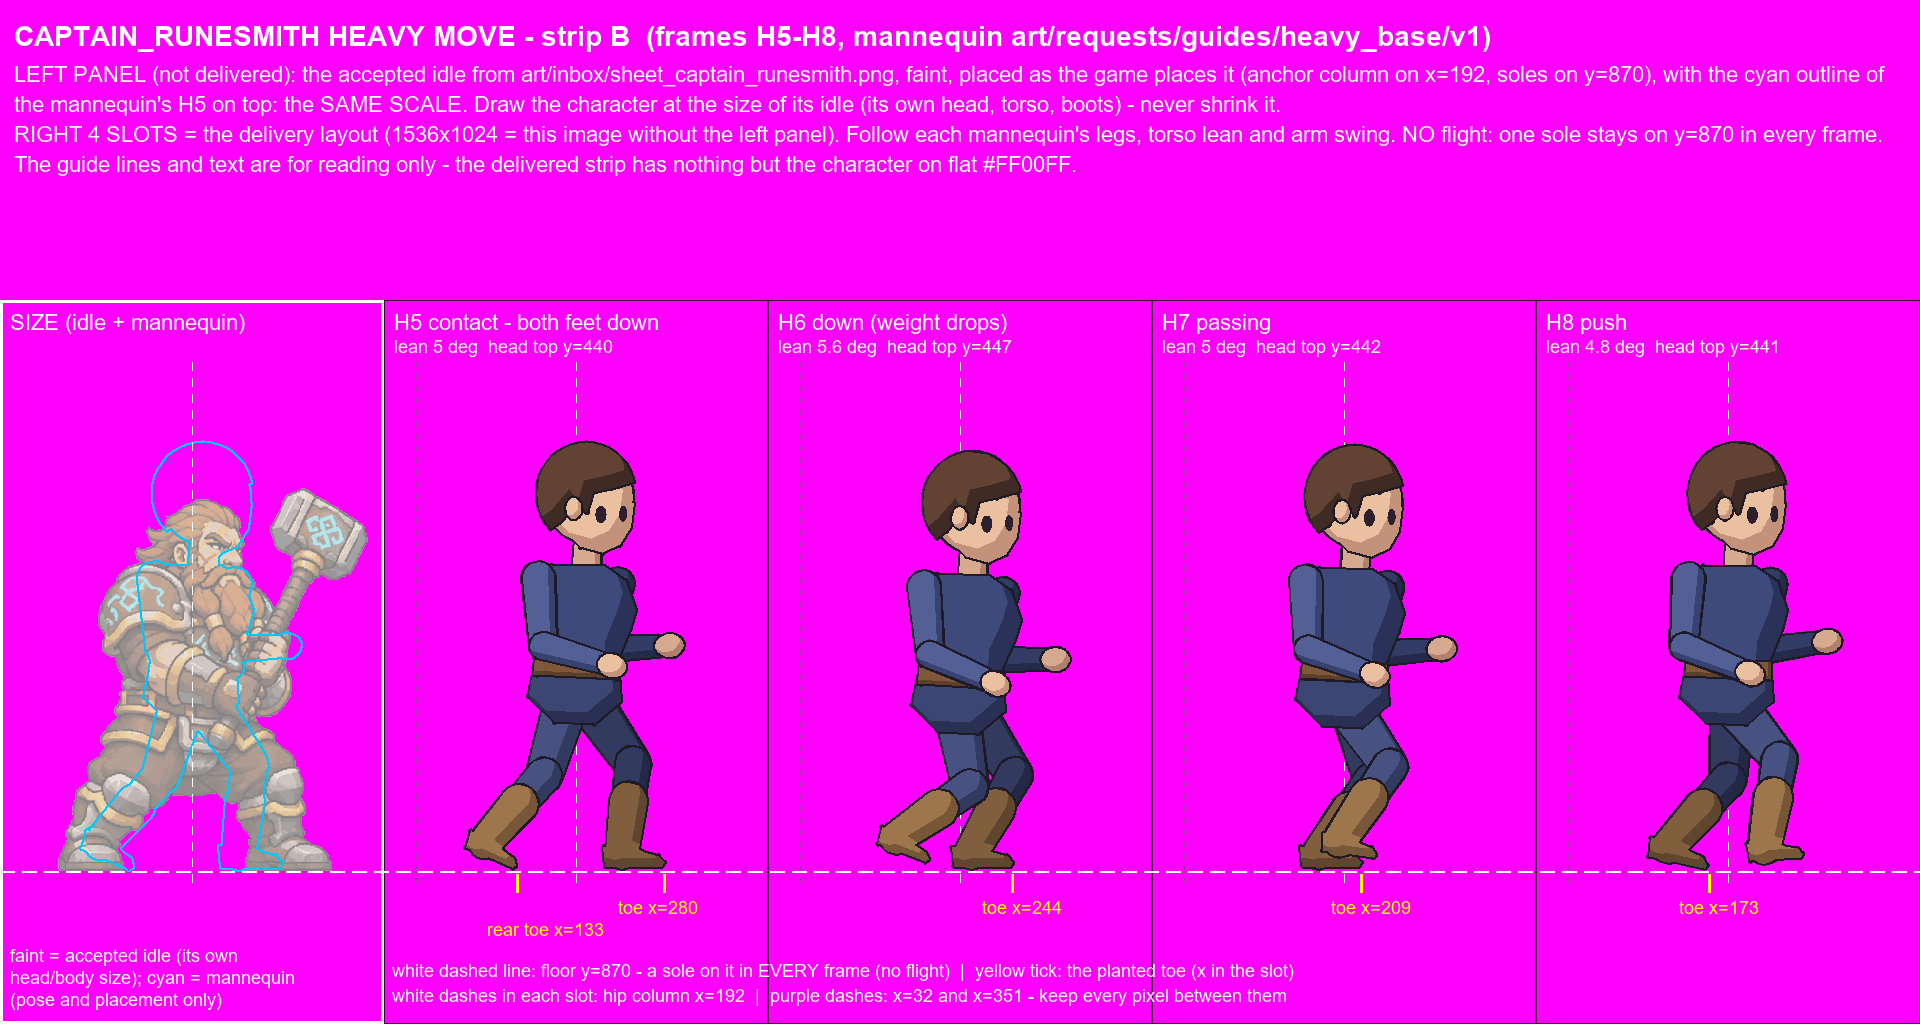 CAPTAIN_RUNESMITH HEAVY MOVE - strip B  (frames H5-H8, mannequin art/requests/guides/heavy_base/v1)
LEFT PANEL (not delivered): the accepted idle from art/inbox/sheet_captain_runesmith.png, faint, placed as the game places it (anchor column on x=192, soles on y=870), with the cyan outline of
the mannequin's H5 on top: the SAME SCALE. Draw the character at the size of its idle (its own head, torso, boots) - never shrink it.
RIGHT 4 SLOTS = the delivery layout (1536x1024 = this image without the left panel). Follow each mannequin's legs, torso lean and arm swing. NO flight: one sole stays on y=870 in every frame.
The guide lines and text are for reading only - the delivered strip has nothing but the character on flat #FF00FF.
SIZE (idle + mannequin)
H5 contact - both feet down
lean 5 deg  head top y=440
H6 down (weight drops)
lean 5.6 deg  head top y=447
H7 passing
lean 5 deg  head top y=442
H8 push
lean 4.8 deg  head top y=441
toe x=280
rear toe x=133
toe x=244
toe x=209
toe x=173
faint = accepted idle (its own
head/body size); cyan = mannequin
(pose and placement only)
white dashed line: floor y=870 - a sole on it in EVERY frame (no flight)  |  yellow tick: the planted toe (x in the slot)
white dashes in each slot: hip column x=192  |  purple dashes: x=32 and x=351 - keep every pixel between them